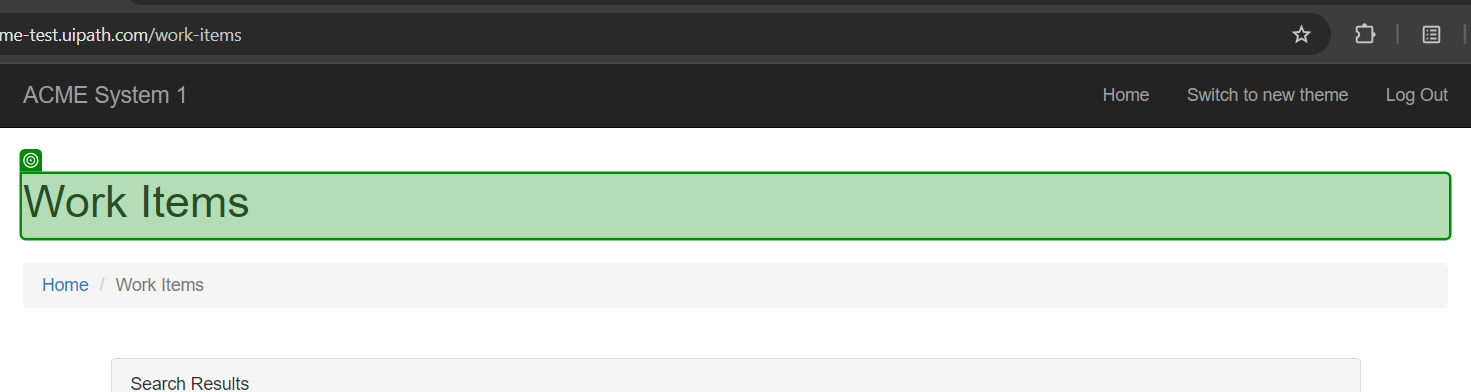 me-test.uipath.com/work-items
ACME System 1 Home Switch to new theme Log Out
Work Items
Home / Work Items
Search Results